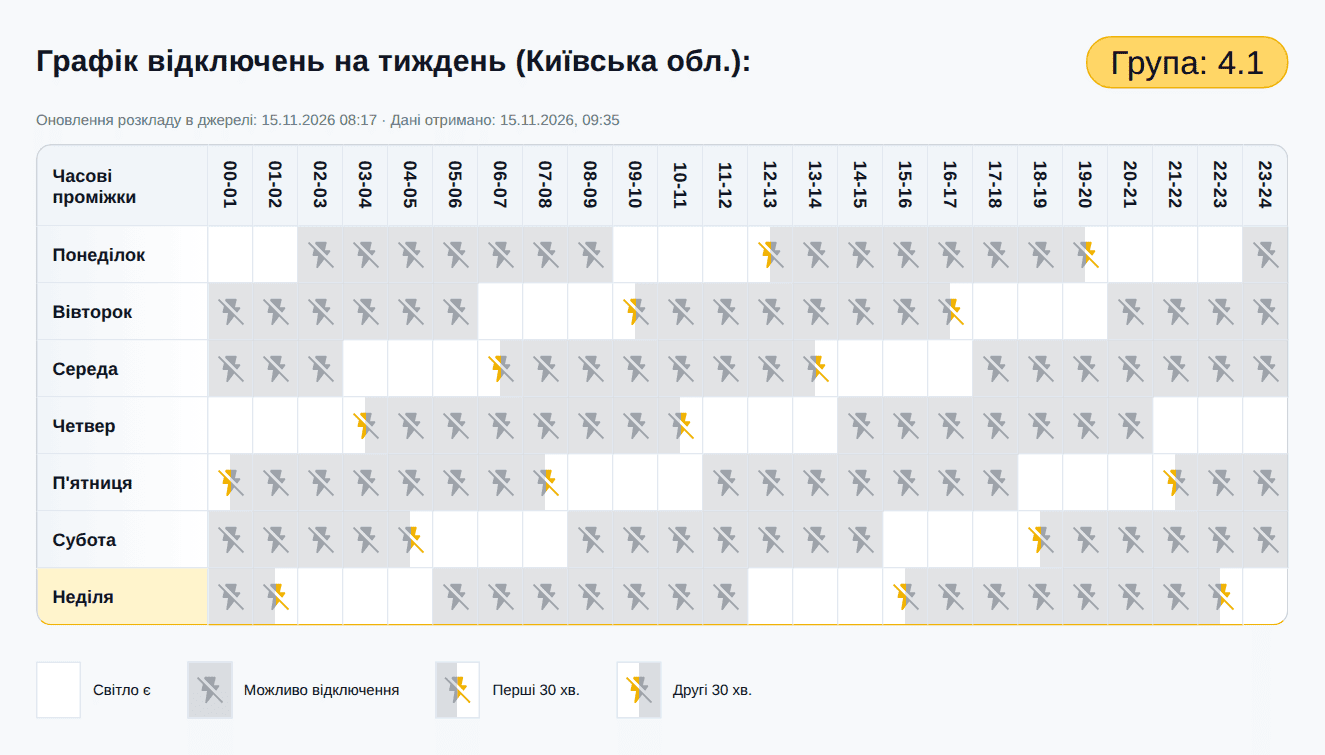 Графік відключень на тиждень (Київська обл.):
Група: 4.1
Оновлення розкладу в джерелі: 15.11.2026 08:17 · Дані отримано: 15.11.2026, 09:35
Часові
проміжки
00-01 01-02 02-03 03-04 04-05 05-06 06-07 07-08 08-09 09-10 10-11 11-12 12-13 13-14 14-15 15-16 16-17 17-18 18-19 19-20 20-21 21-22 22-23 23-24
Понеділок
Вівторок
Середа
Четвер
П'ятниця
Субота
Неділя
Світло є
Можливо відключення
Перші 30 хв.
Другі 30 хв.